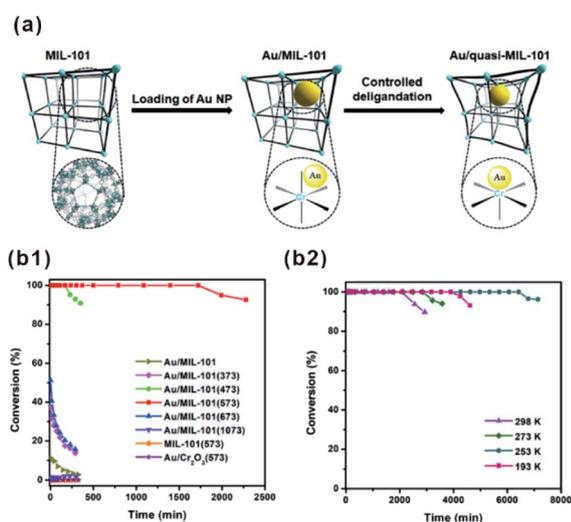 (a)
MIL-101
Au/MIL-101
Au/quasi-MIL-101
Loading of Au NP
Controlled
deligandation
Au
Cr
Au
Cr
(b1)
Conversion (%)
100
80
60
40
20
0
Au/MIL-101
Au/MIL-101(373)
Au/MIL-101(473)
Au/MIL-101(573)
Au/MIL-101(673)
Au/MIL-101(1073)
MIL-101(573)
Au/Cr₂O₃(573)
0 500 1000 1500 2000 2500
Time (min)
(b2)
Conversion (%)
100
80
60
40
20
0
298 K
273 K
253 K
193 K
0 2000 4000 6000 8000
Time (min)